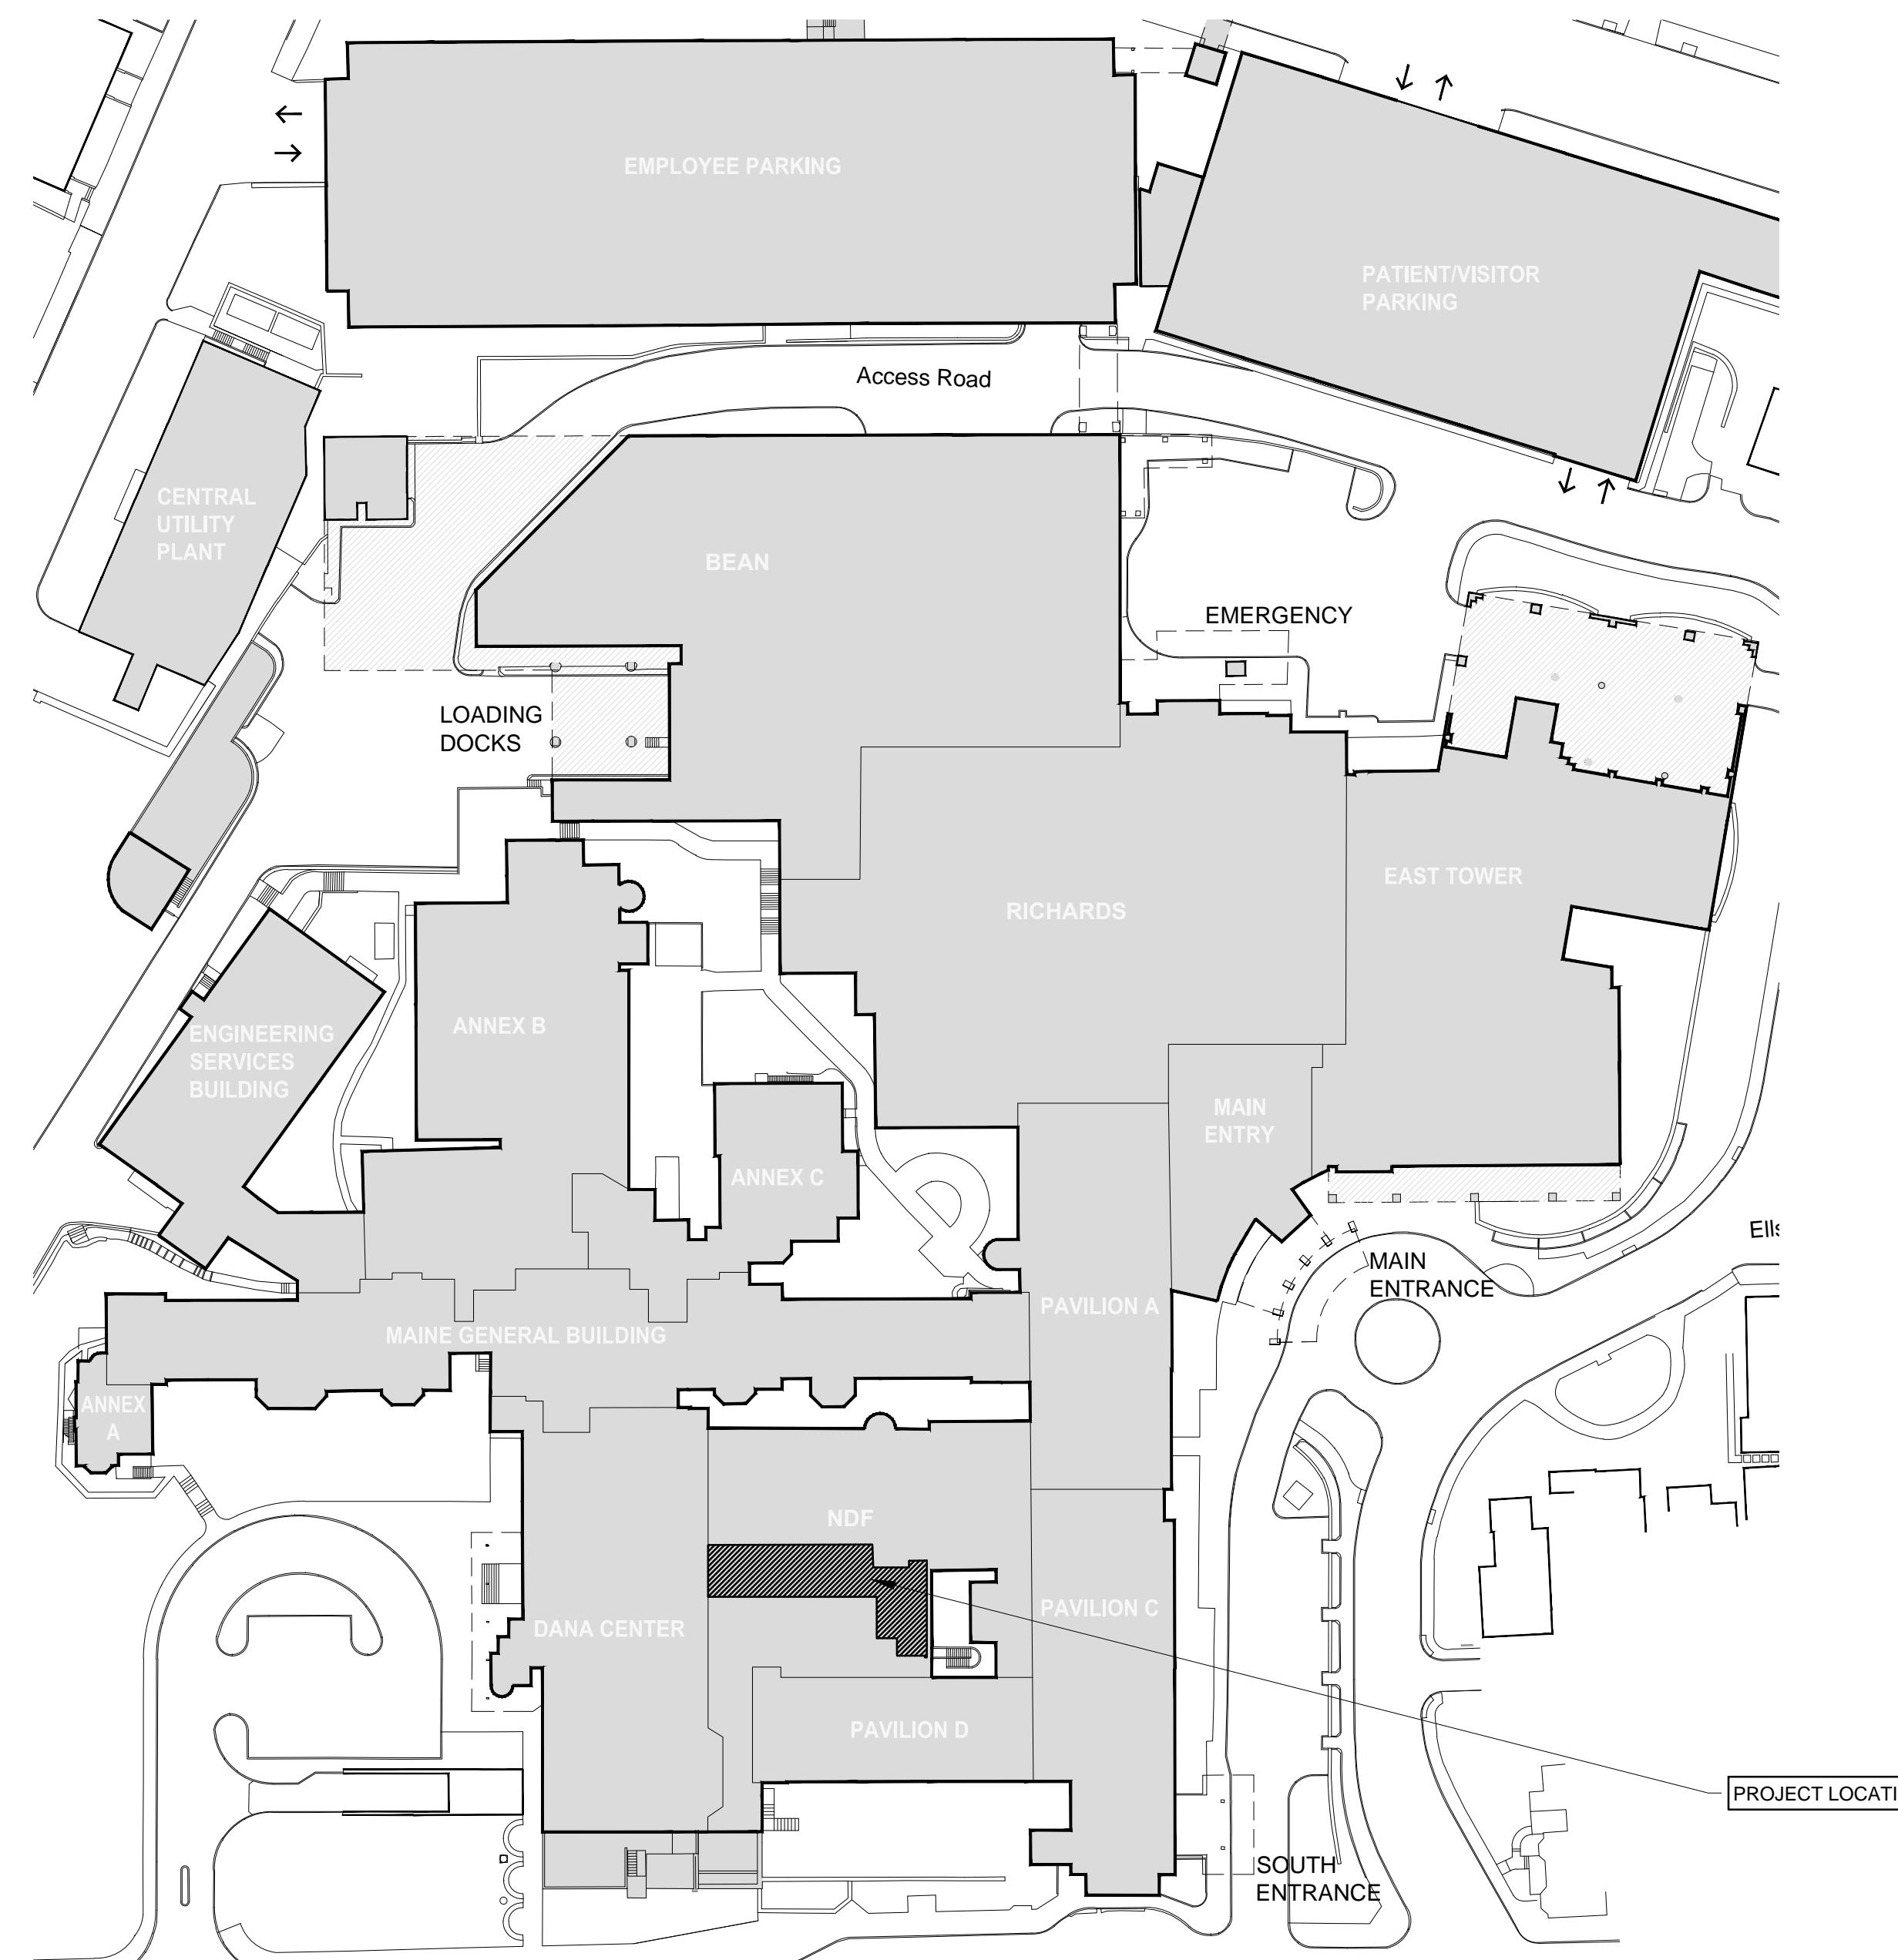 EMPLOYEE PARKING
PATIENT/VISITOR
PARKING
Access Road
CENTRAL
UTILITY
PLANT
BEAN
EMERGENCY
LOADING
DOCKS
EAST TOWER
RICHARDS
ANNEX B
ENGINEERING
SERVICES
BUILDING
MAIN
ENTRY
ANNEX C
Ells
MAIN
ENTRANCE
PAVILION A
MAINE GENERAL BUILDING
ANNEX
A
NDF
PAVILION C
DANA CENTER
PAVILION D
PROJECT LOCATI
SOUTH
ENTRANCE